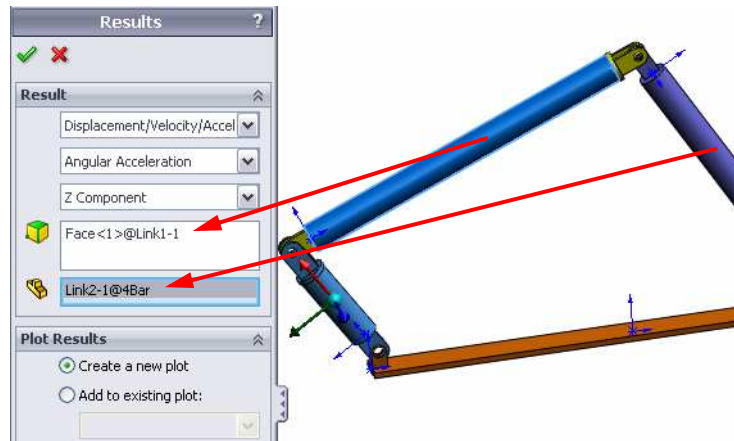 Results ?
Result
Displacement/Velocity/Accel
Angular Acceleration
Z Component
Face<1>@Link1-1
Link2-1@4Bar
Plot Results
Create a new plot
Add to existing plot: